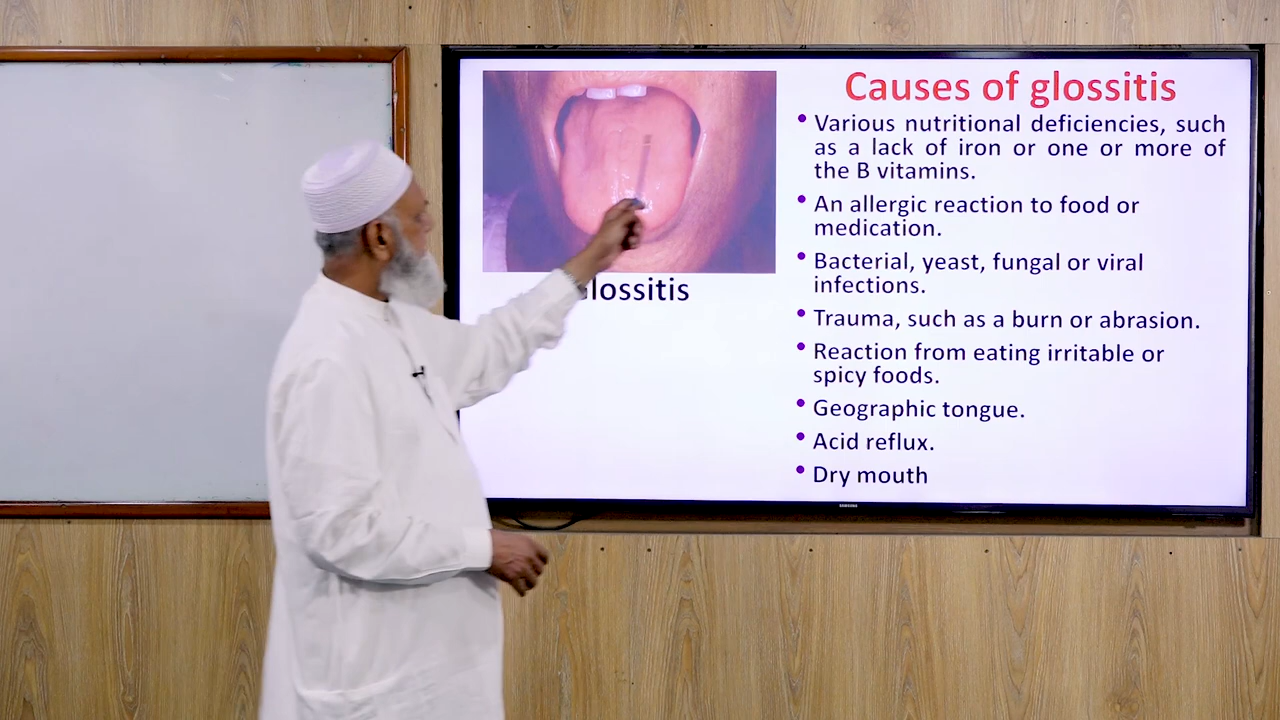 Causes of glossitis
• Various nutritional deficiencies, such
as a lack of iron or one or more of
the B vitamins.
• An allergic reaction to food or
medication.
• Bacterial, yeast, fungal or viral
infections.
• Trauma, such as a burn or abrasion.
• Reaction from eating irritable or
spicy foods.
• Geographic tongue.
• Acid reflux.
• Dry mouth
lossitis
SAMSUNG